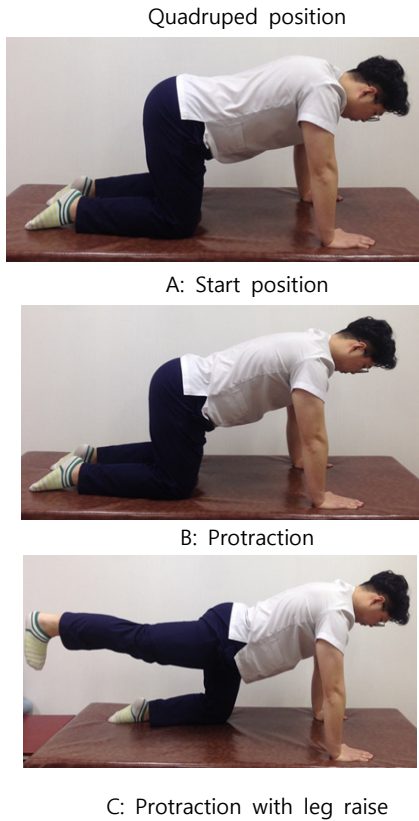 Quadruped position
A: Start position
B: Protraction
C: Protraction with leg raise